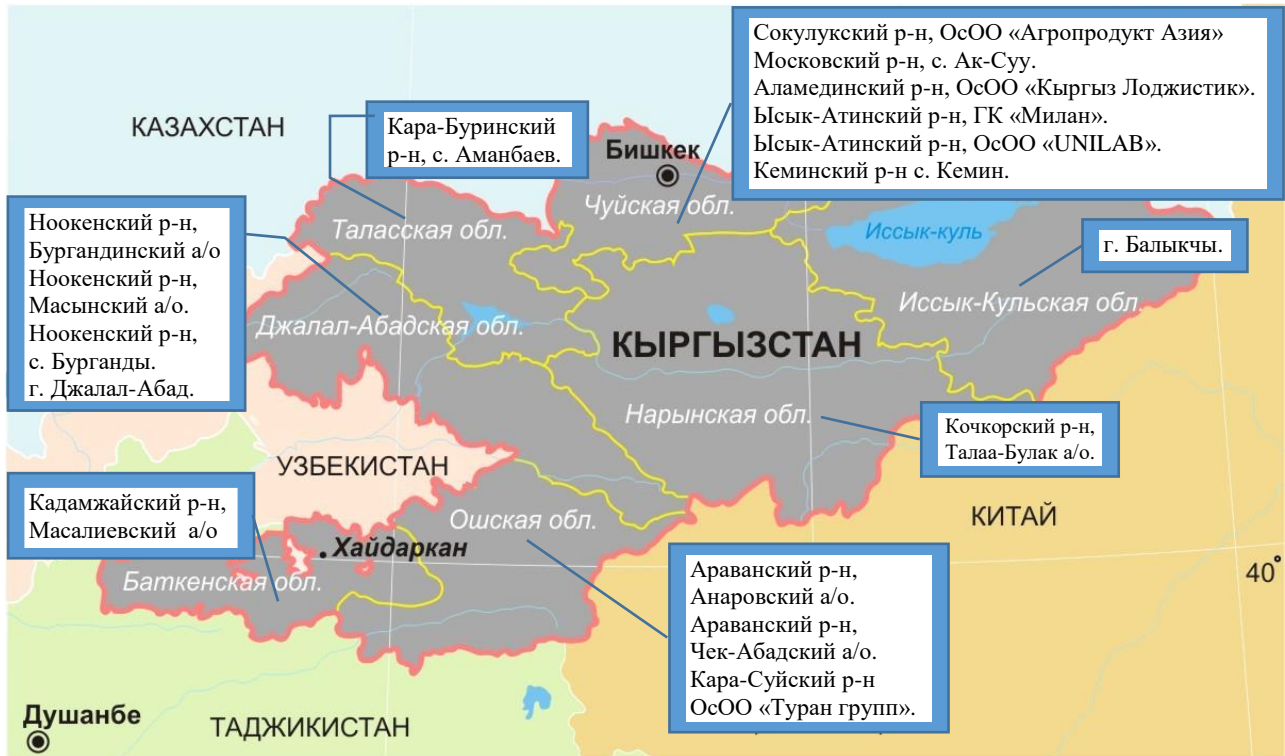 Сокулукский р-н, ОсОО «Агропродукт Азия»
Московский р-н, с. Ак-Суу.
Аламединский р-н, ОсОО «Кыргыз Лоджистик».
Ысык-Атинский р-н, ГК «Милан».
Ысык-Атинский р-н, ОсОО «UNILAB».
Кеминский р-н с. Кемин.
КАЗАХСТАН
Кара-Буринский
р-н, с. Аманбаев.
Бишкек
Чуйская обл.
Таласская обл.
Иссык-куль
г. Балыкчы.
Ноокенский р-н,
Бургандинский а/о
Ноокенский р-н,
Масынский а/о.
Ноокенский р-н,
с. Бурганды.
г. Джалал-Абад.
Иссык-Кульская обл.
Джалал-Абадская обл.
КЫРГЫЗСТАН
Нарынская обл.
Кочкорский р-н,
Талаа-Булак а/о.
УЗБЕКИСТАН
Кадамжайский р-н,
Масалиевский а/о
Ошская обл.
КИТАЙ
Хайдаркан
Баткенская обл.
40°
Араванский р-н,
Анаровский а/о.
Араванский р-н,
Чек-Абадский а/о.
Кара-Суйский р-н
ОсОО «Туран групп».
Душанбе
ТАДЖИКИСТАН